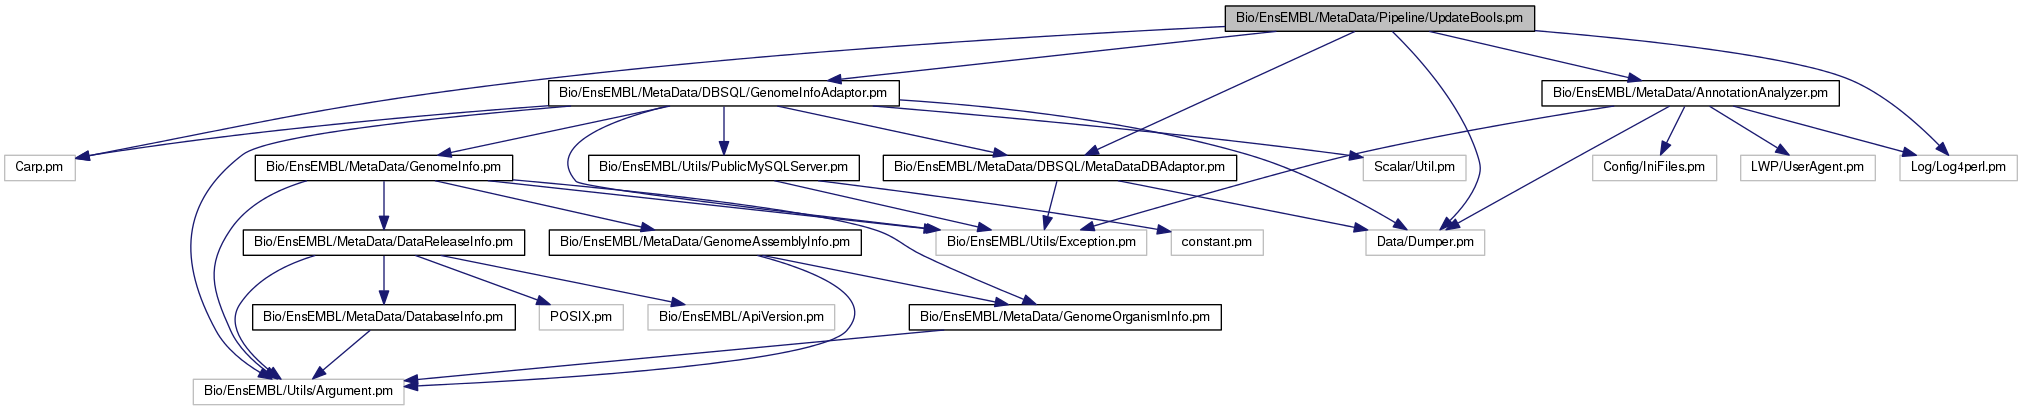 Bio/EnsEMBL/MetaData/Pipeline/UpdateBools.pm
Bio/EnsEMBL/MetaData/DBSQL/GenomeInfoAdaptor.pm
Bio/EnsEMBL/MetaData/AnnotationAnalyzer.pm
Carp.pm
Bio/EnsEMBL/MetaData/GenomeInfo.pm
Bio/EnsEMBL/Utils/PublicMySQLServer.pm
Bio/EnsEMBL/MetaData/DBSQL/MetaDataDBAdaptor.pm
Scalar/Util.pm
Config/IniFiles.pm
LWP/UserAgent.pm
Log/Log4perl.pm
Bio/EnsEMBL/MetaData/DataReleaseInfo.pm
Bio/EnsEMBL/MetaData/GenomeAssemblyInfo.pm
Bio/EnsEMBL/Utils/Exception.pm
constant.pm
Data/Dumper.pm
Bio/EnsEMBL/MetaData/DatabaseInfo.pm
POSIX.pm
Bio/EnsEMBL/ApiVersion.pm
Bio/EnsEMBL/MetaData/GenomeOrganismInfo.pm
Bio/EnsEMBL/Utils/Argument.pm